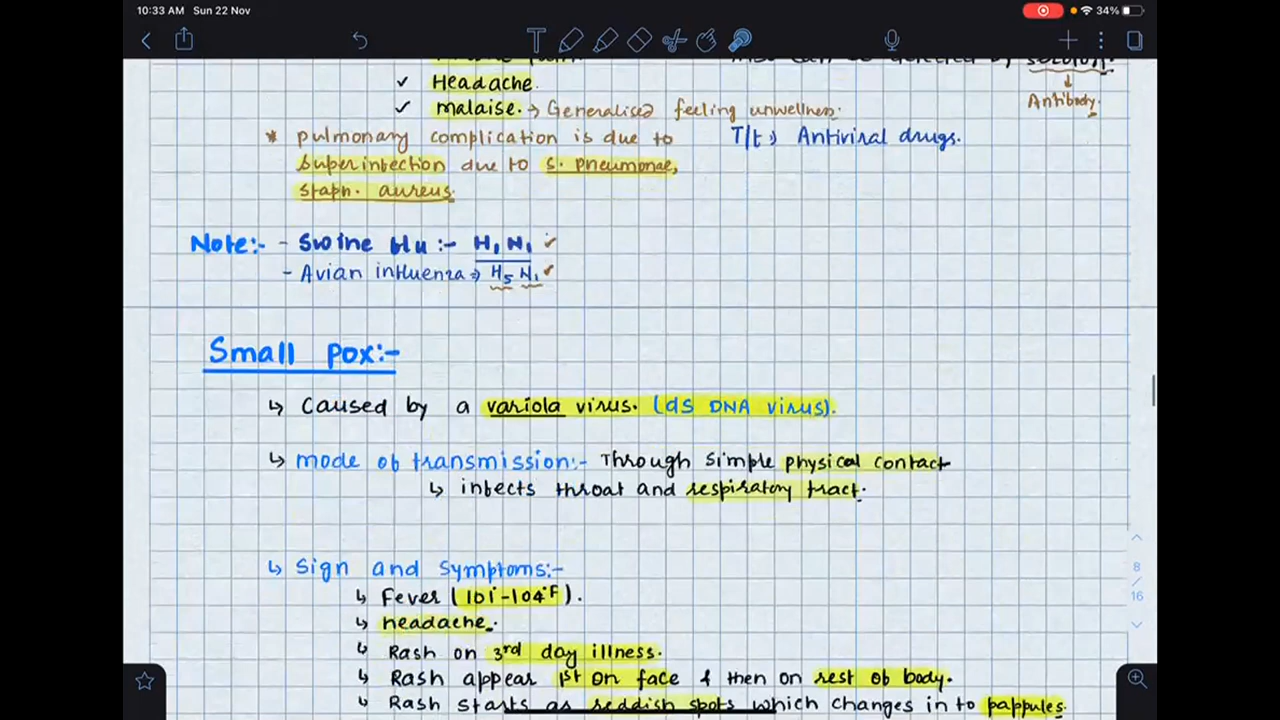 10:33 AM Sun 22 Nov
34%
✓ Headache.
✓ malaise. → Generalised feeling unwellness.
* pulmonary complication is due to
superinfection due to s. pneumonae,
staph. aureus.
↓
Antibody.
T/t:) Antiviral drugs.
Note:- - Swine flu :- H1N1 ✓
- Avian influenza → H5N1 ✓
Small pox:-
↳ Caused by a variola virus. (ds DNA virus).
↳ mode of transmission:- Through simple physical contact
↳ infects throat and respiratory tract.
↳ Sign and symptoms:-
↳ Fever (101°-104°F).
↳ headache.
↳ Rash on 3rd day illness.
↳ Rash appear 1st on face & then on rest of body.
↳ Rash starts as reddish spots which changes in to pappules.
8
/
16